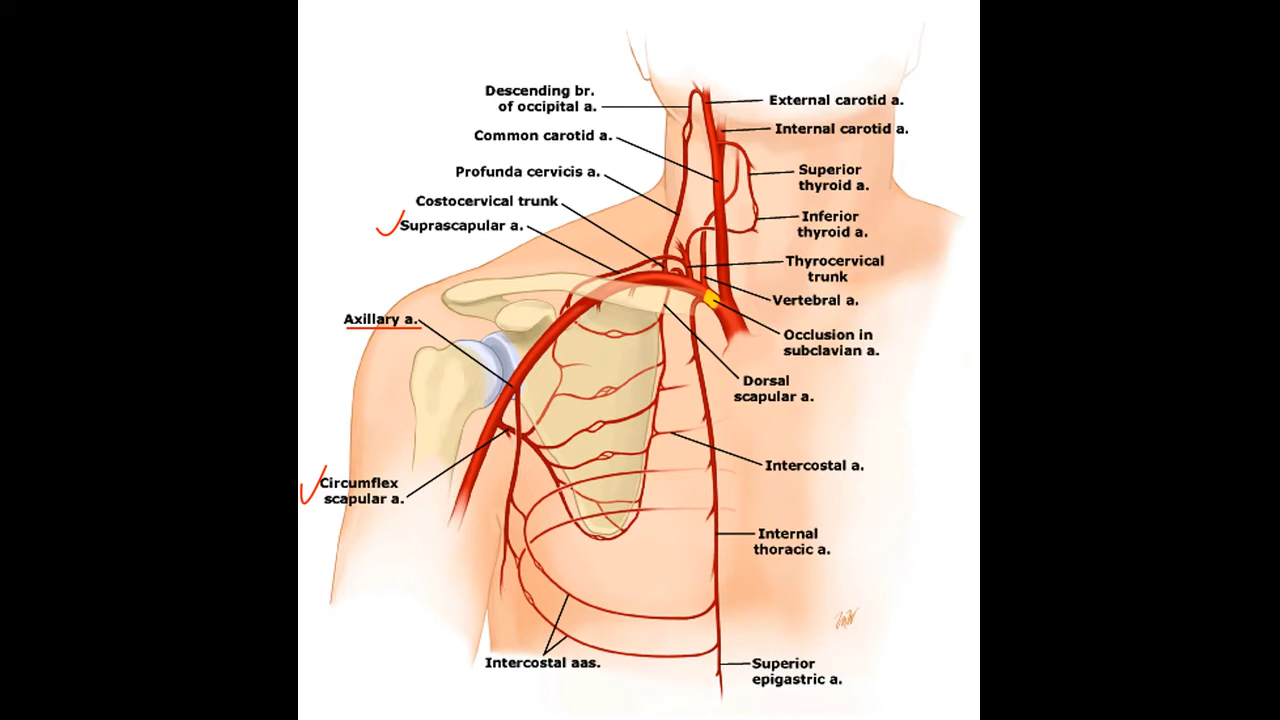 Descending br.
of occipital a.
Common carotid a.
Profunda cervicis a.
Costocervical trunk
Suprascapular a.
Axillary a.
Circumflex
scapular a.
Intercostal aas.
External carotid a.
Internal carotid a.
Superior
thyroid a.
Inferior
thyroid a.
Thyrocervical
trunk
Vertebral a.
Occlusion in
subclavian a.
Dorsal
scapular a.
Intercostal a.
Internal
thoracic a.
Superior
epigastric a.